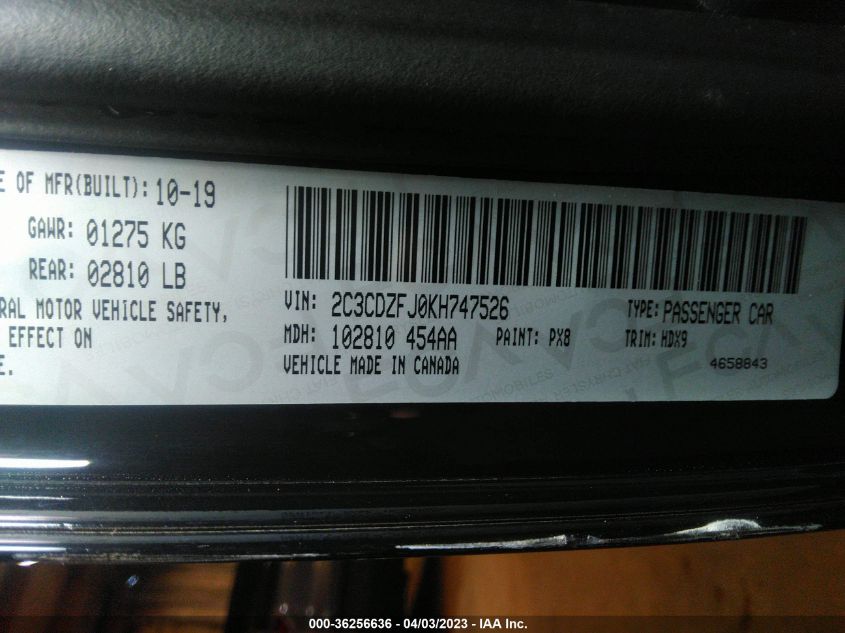 E OF MFR(BUILT): 10-19
GAWR: 01275 KG
REAR: 02810 LB
RAL MOTOR VEHICLE SAFETY,
EFFECT ON
E.
VIN: 2C3CDZFJ0KH747526 TYPE: PASSENGER CAR
MDH: 102810 454AA PAINT: PX8 TRIM: HDX9
VEHICLE MADE IN CANADA 4658843
000-36256636 - 04/03/2023 - IAA Inc.